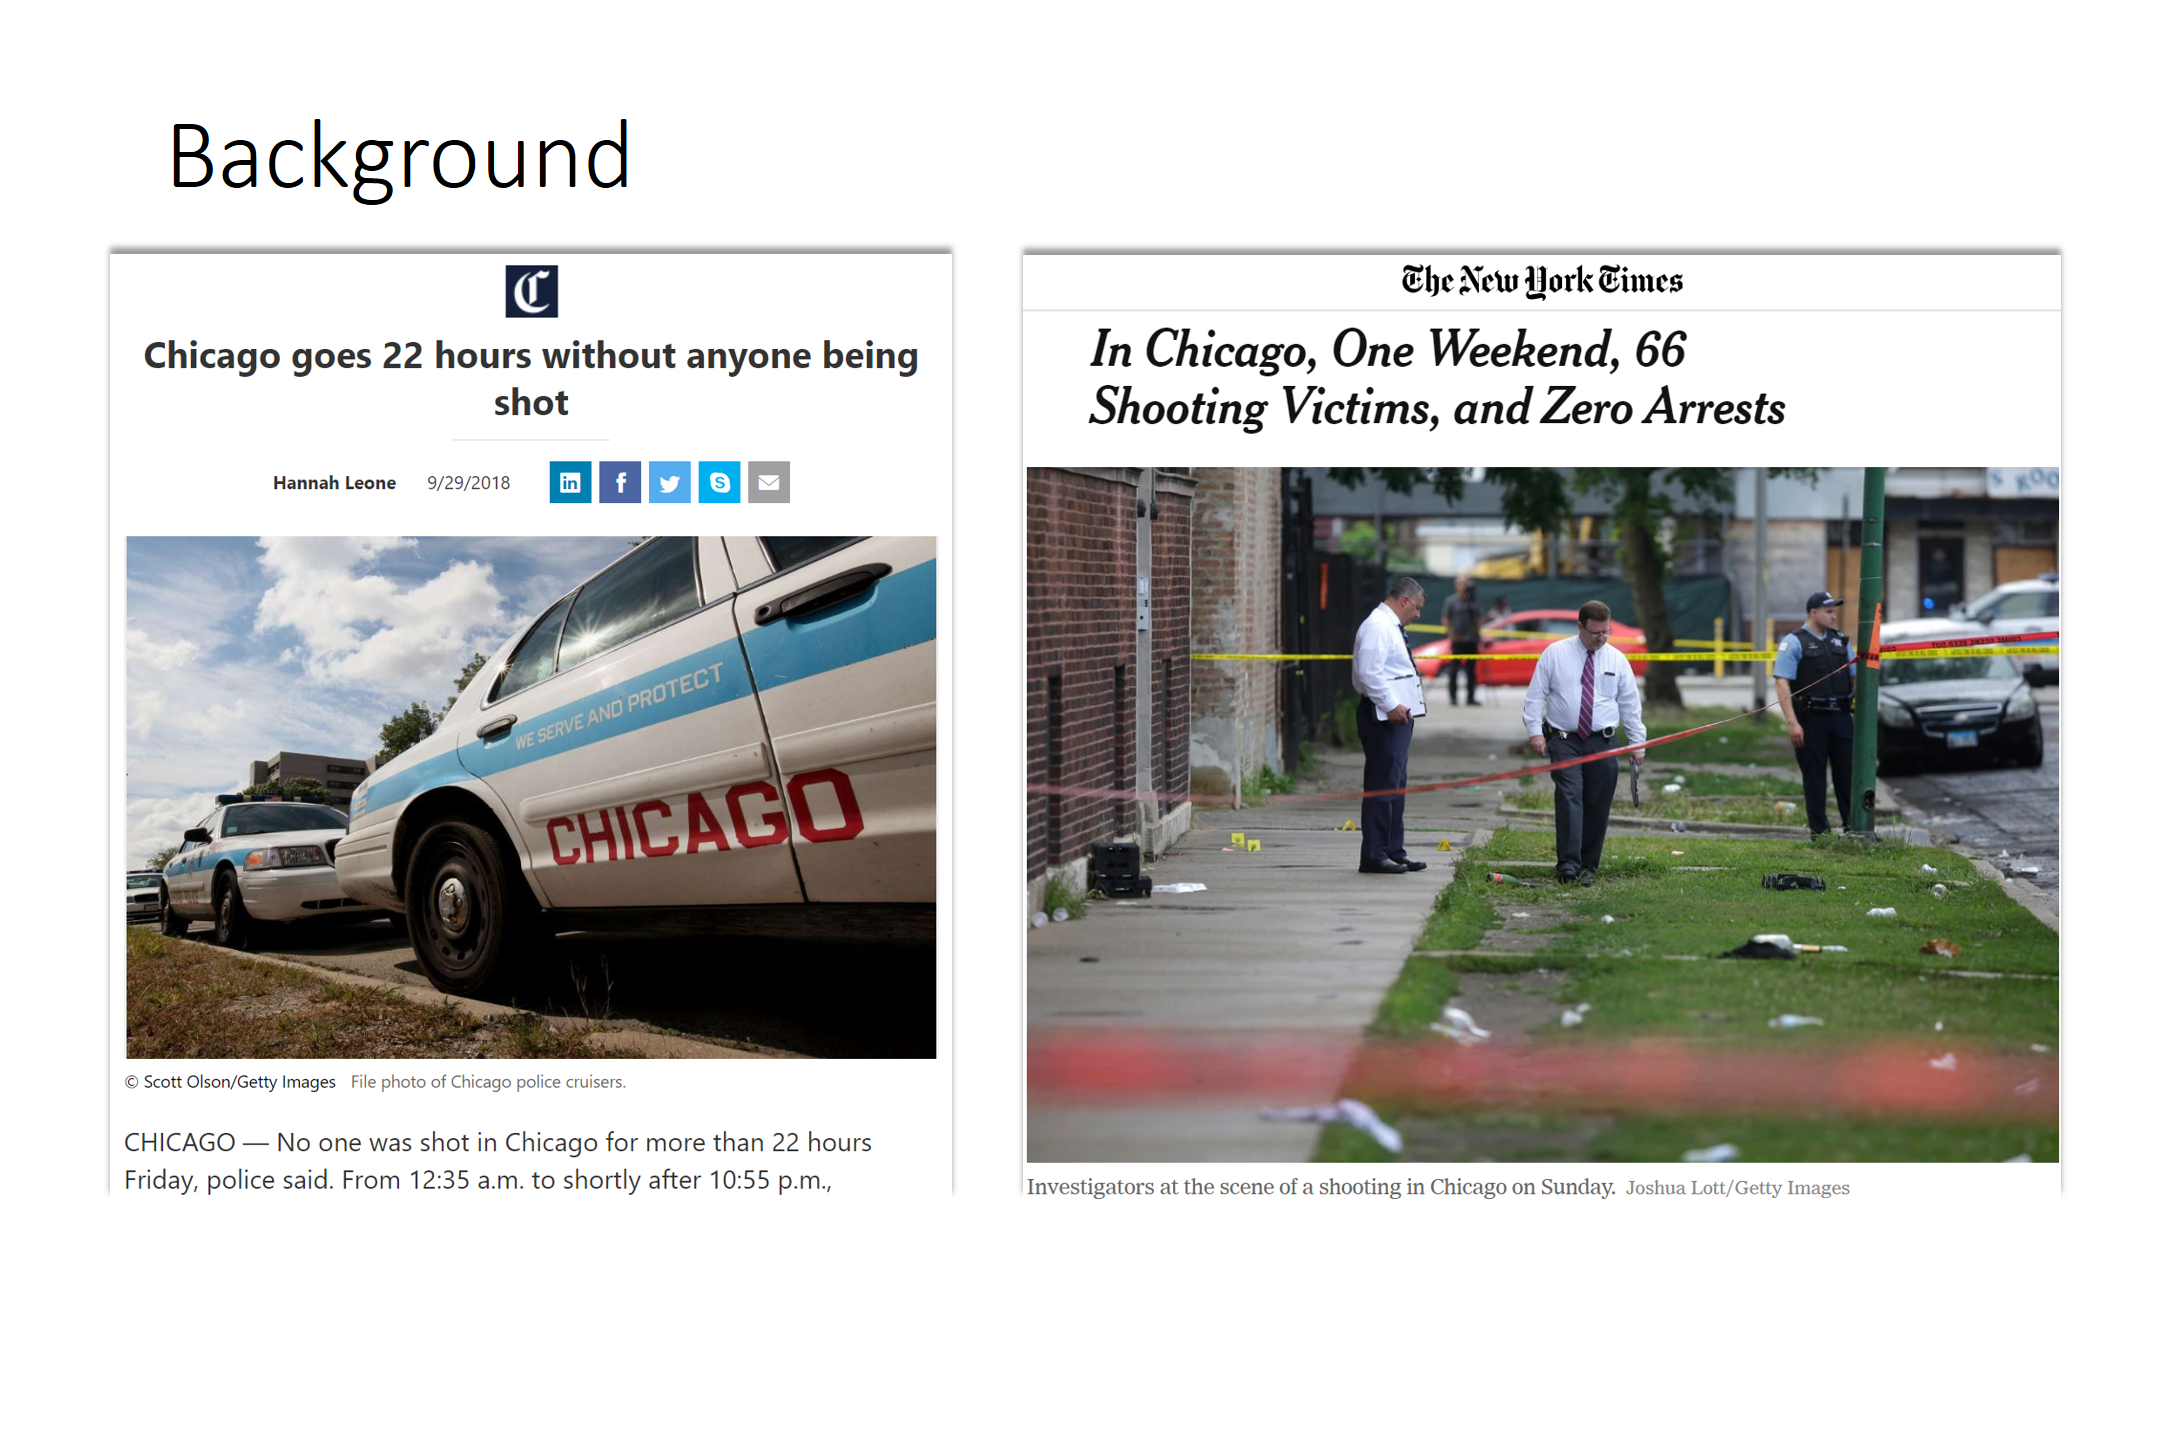 Background
C
Chicago goes 22 hours without anyone being
shot
Hannah Leone 9/29/2018
WE SERVE AND PROTECT
CHICAGO
© Scott Olson/Getty Images File photo of Chicago police cruisers.
CHICAGO — No one was shot in Chicago for more than 22 hours
Friday, police said. From 12:35 a.m. to shortly after 10:55 p.m.,
The New York Times
In Chicago, One Weekend, 66
Shooting Victims, and Zero Arrests
Investigators at the scene of a shooting in Chicago on Sunday. Joshua Lott/Getty Images